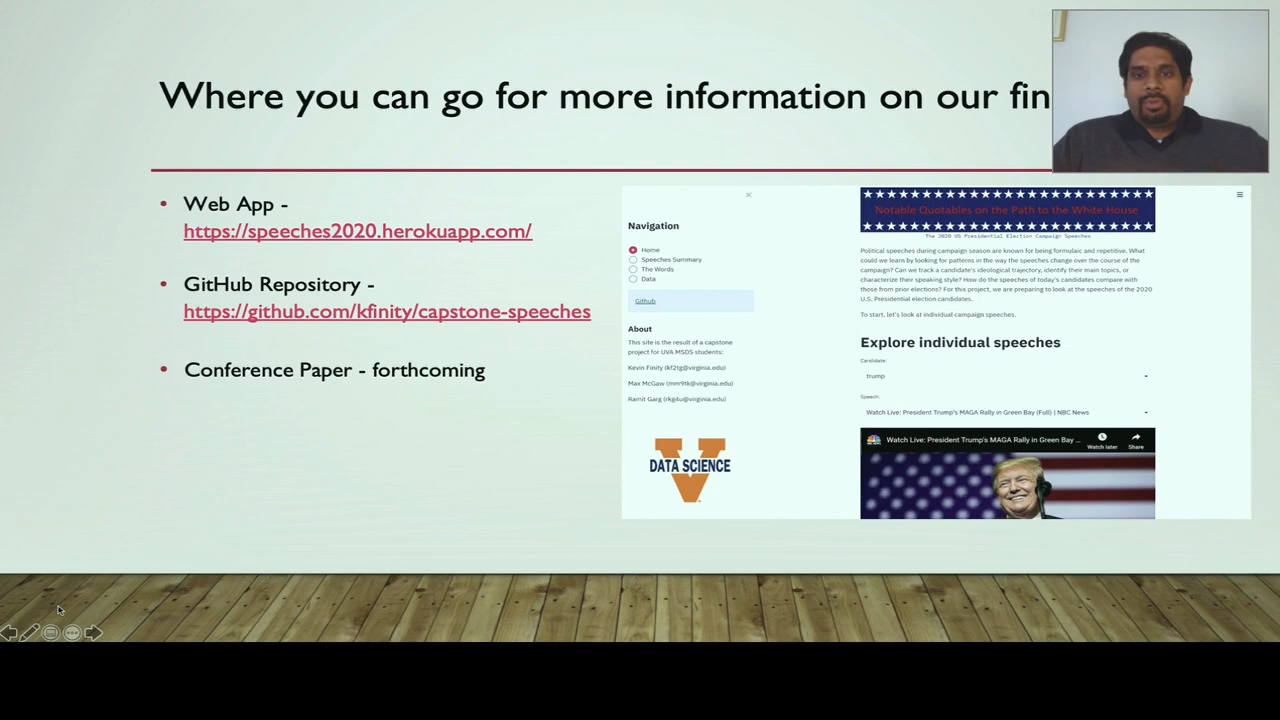 Where you can go for more information on our fin
Web App -
https://speeches2020.herokuapp.com/
GitHub Repository -
https://github.com/kfinity/capstone-speeches
Conference Paper - forthcoming
Navigation
Home
Speeches Summary
The Words
Data
Github
About
This site is the result of a capstone
project for UVA MSDS students:
Kevin Finity (kf2tg@virginia.edu)
Max McGaw (mm9tk@virginia.edu)
Ramit Garg (rkg4u@virginia.edu)
DATA SCIENCE
Notable Quotables on the Path to the White House
The 2020 US Presidential Election Campaign Speeches
Political speeches during campaign season are known for being formulaic and repetitive. What
could we learn by looking for patterns in the way the speeches change over the course of the
campaign? Can we track a candidate's ideological trajectory, identify their main topics, or
characterize their speaking style? How do the speeches of today's candidates compare with
those from prior elections? For this project, we are preparing to look at the speeches of the 2020
U.S. Presidential election candidates.
To start, let's look at individual campaign speeches.
Explore individual speeches
Candidate:
trump
Speech:
Watch Live: President Trump's MAGA Rally in Green Bay (Full) | NBC News
Watch Live: President Trump's MAGA Rally in Green Bay ...
Watch later
Share